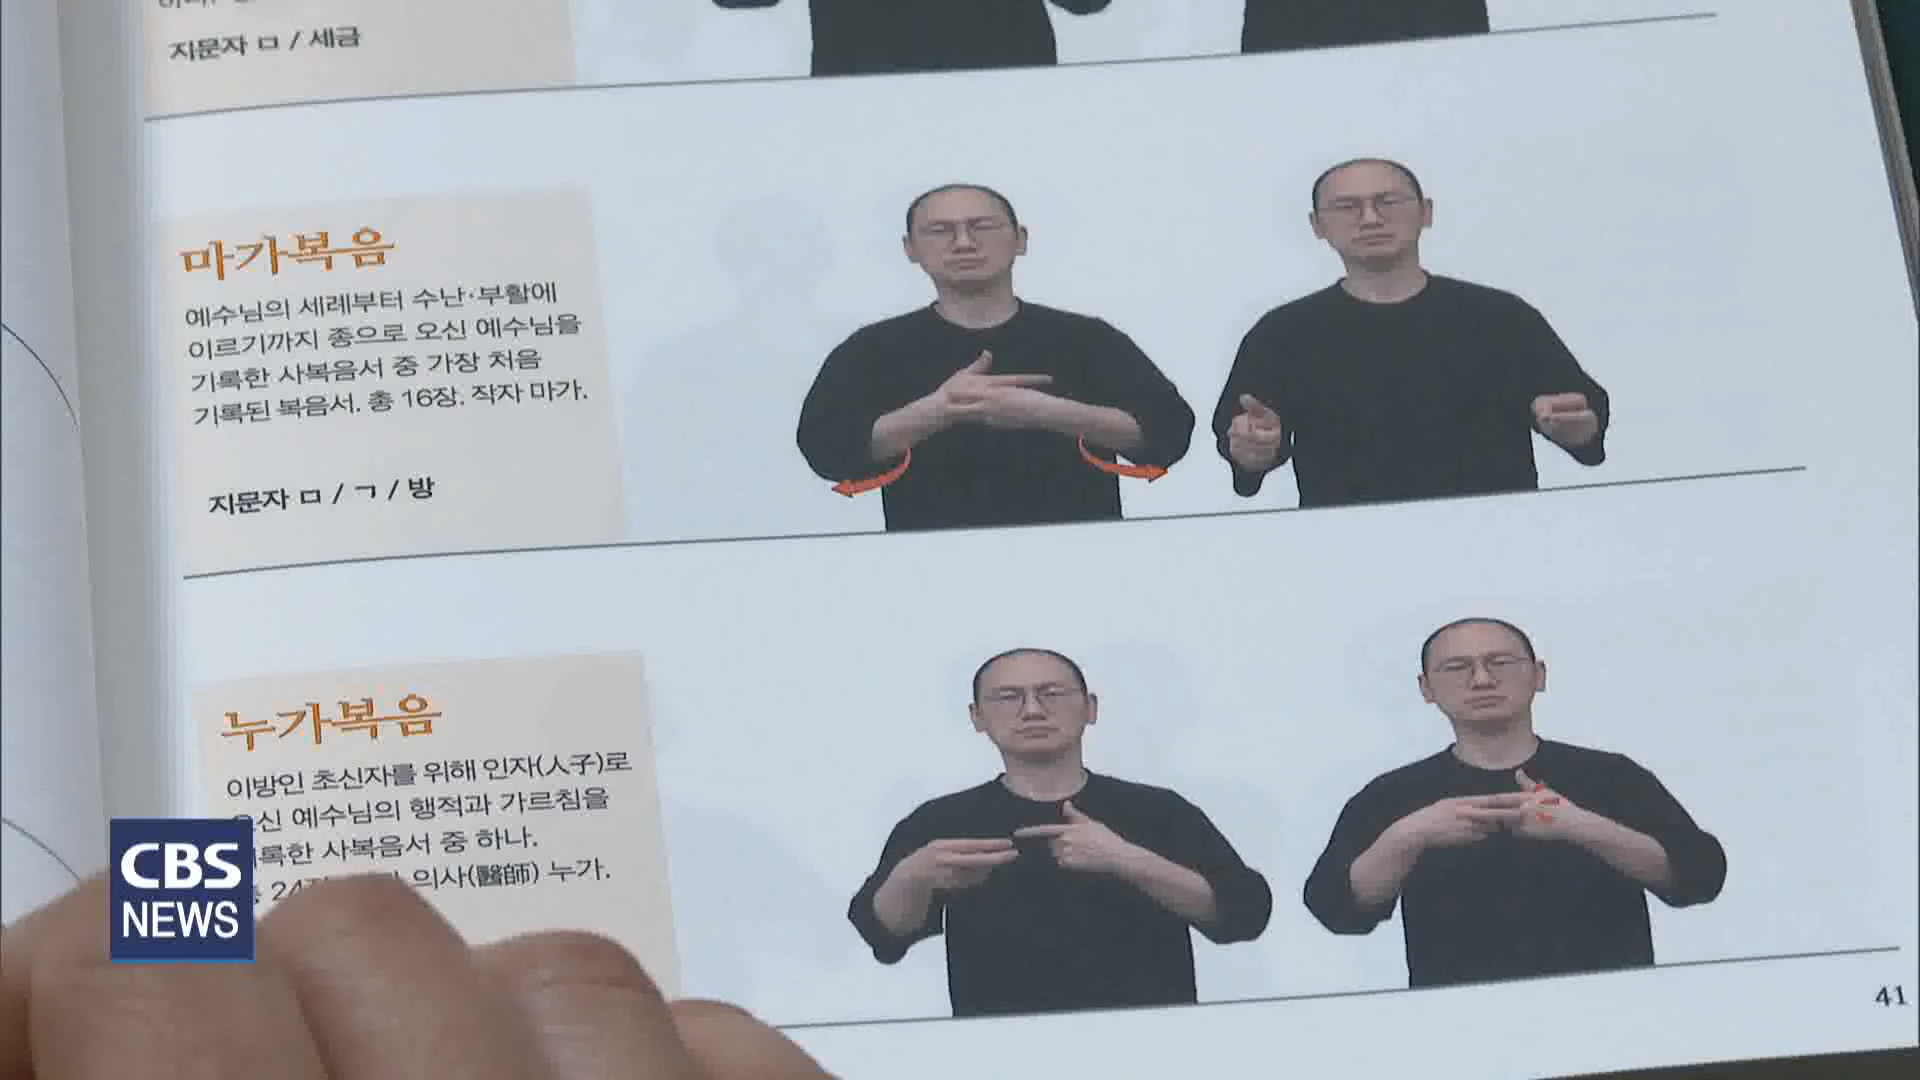 지문자 ㅁ / 세금
마가복음
예수님의 세례부터 수난·부활에
이르기까지 종으로 오신 예수님을
기록한 사복음서 중 가장 처음
기록된 복음서. 총 16장. 작자 마가.
지문자 ㅁ / ㄱ / 방
누가복음
이방인 초신자를 위해 인자(人子)로
예수님의 행적과 가르침을
사복음서 중 하나.
의사(醫師) 누가.
CBS
NEWS
41